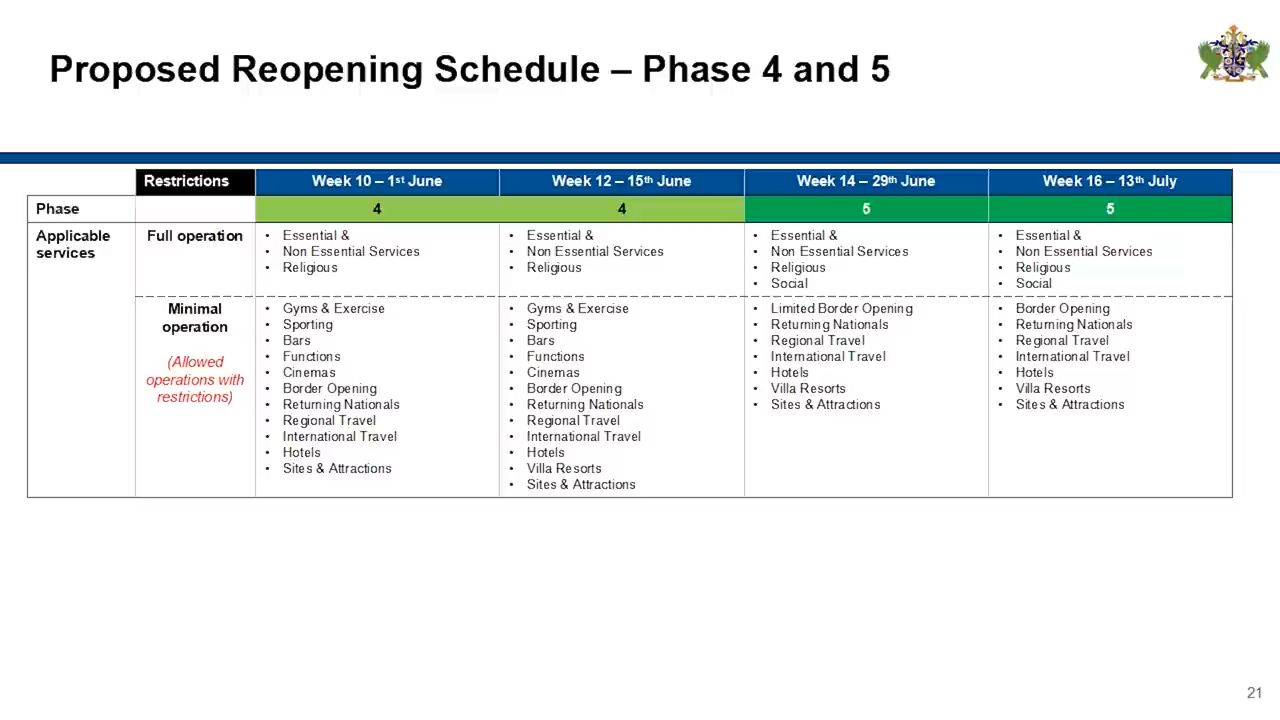 Proposed Reopening Schedule – Phase 4 and 5
Restrictions
Week 10 – 1st June
Week 12 – 15th June
Week 14 – 29th June
Week 16 – 13th July
Phase
4
4
5
5
Applicable
services
Full operation
• Essential &
• Non Essential Services
• Religious
• Essential &
• Non Essential Services
• Religious
• Essential &
• Non Essential Services
• Religious
• Social
• Essential &
• Non Essential Services
• Religious
• Social
Minimal
operation
(Allowed
operations with
restrictions)
• Gyms & Exercise
• Sporting
• Bars
• Functions
• Cinemas
• Border Opening
• Returning Nationals
• Regional Travel
• International Travel
• Hotels
• Sites & Attractions
• Gyms & Exercise
• Sporting
• Bars
• Functions
• Cinemas
• Border Opening
• Returning Nationals
• Regional Travel
• International Travel
• Hotels
• Villa Resorts
• Sites & Attractions
• Limited Border Opening
• Returning Nationals
• Regional Travel
• International Travel
• Hotels
• Villa Resorts
• Sites & Attractions
• Border Opening
• Returning Nationals
• Regional Travel
• International Travel
• Hotels
• Villa Resorts
• Sites & Attractions
21